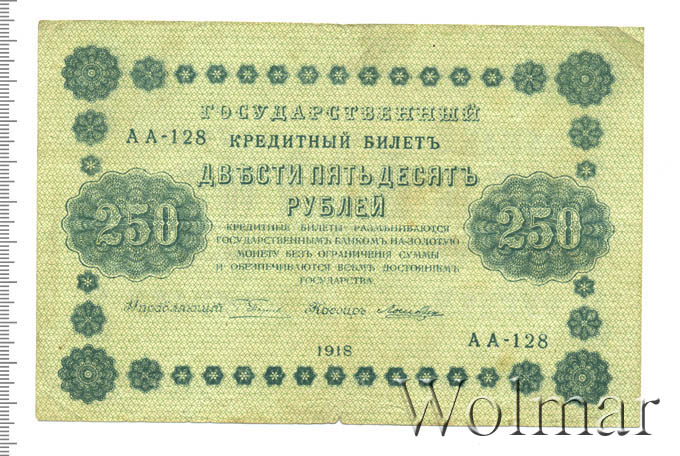 ГОСУДАРСТВЕННЫЙ
АА-128 КРЕДИТНЫЙ БИЛЕТЪ
ДВѢСТИ ПЯТЬДЕСЯТЪ
РУБЛЕЙ
250 250
КРЕДИТНЫЕ БИЛЕТЫ РАЗМѢНИВАЮТСЯ
ГОСУДАРСТВЕННЫМЪ БАНКОМЪ НА ЗОЛОТУЮ
МОНЕТУ БЕЗЪ ОГРАНИЧЕНІЯ СУММЫ
И ОБЕЗПЕЧИВАЮТСЯ ВСѢМЪ ДОСТОЯНІЕМЪ
ГОСУДАРСТВА.
Управляющій Кассиръ
1918
АА-128
Wolmar